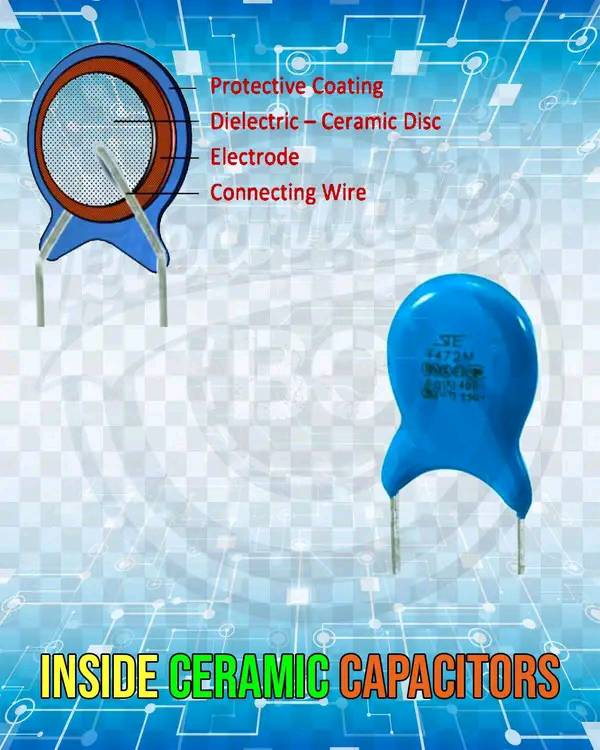 Protective Coating
Dielectric – Ceramic Disc
Electrode
Connecting Wire
472M
INSIDE CERAMIC CAPACITORS